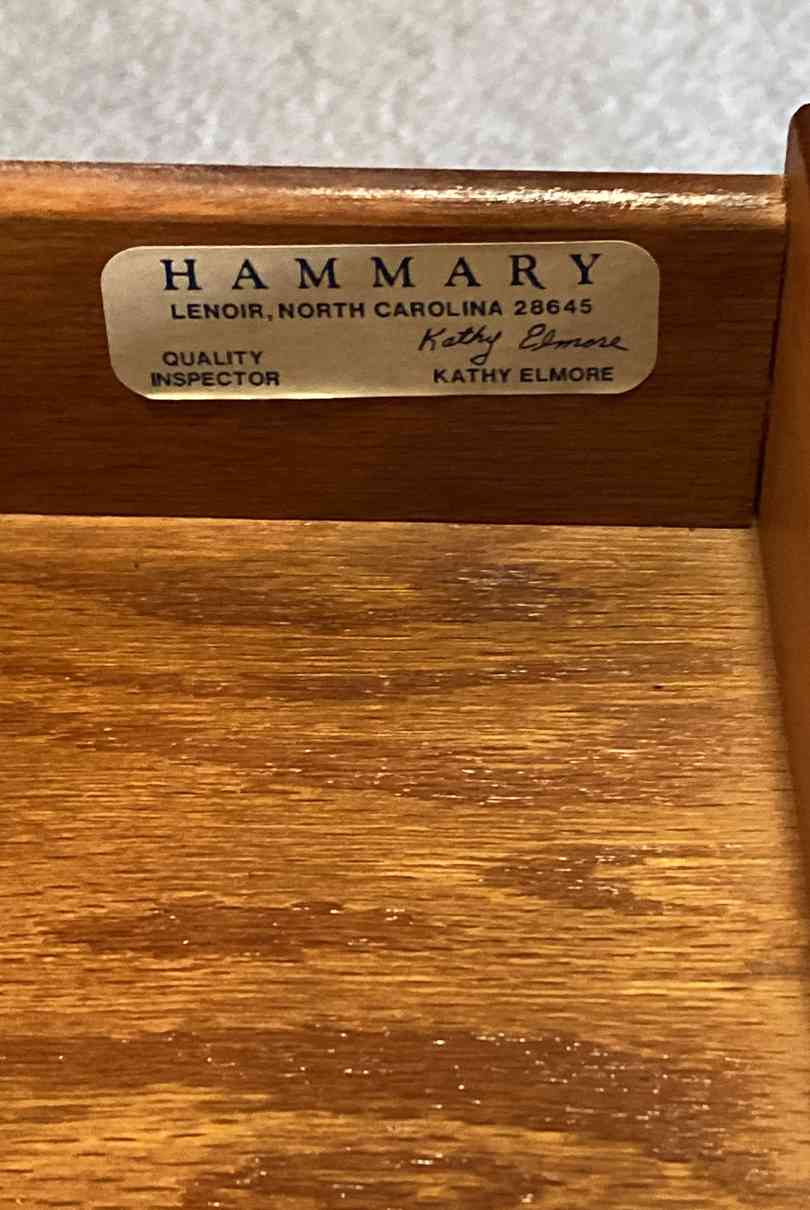 HAMMARY
LENOIR, NORTH CAROLINA 28645
Kathy Elmore
QUALITY
INSPECTOR
KATHY ELMORE